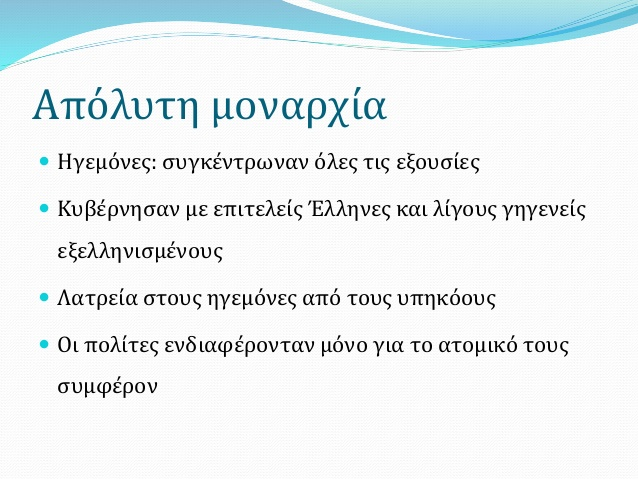 Απόλυτη μοναρχία
Ηγεμόνες: συγκέντρωναν όλες τις εξουσίες
Κυβέρνησαν με επιτελείς Έλληνες και λίγους γηγενείς
εξελληνισμένους
Λατρεία στους ηγεμόνες από τους υπηκόους
Οι πολίτες ενδιαφέρονταν μόνο για το ατομικό τους
συμφέρον